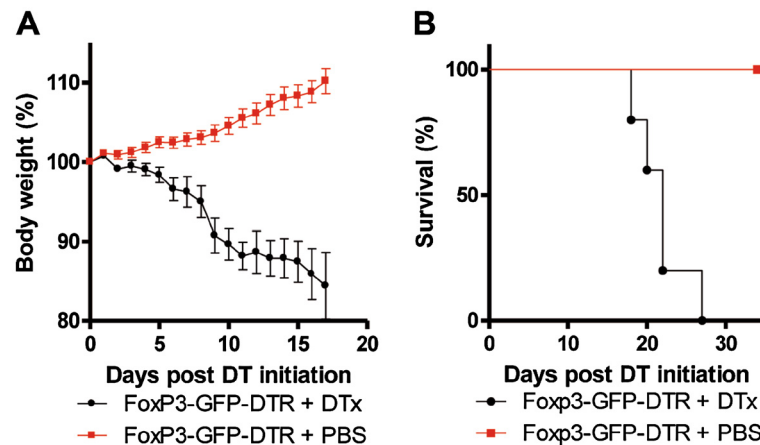 A
Body weight (%)
110
100
90
80
0
5
10
15
20
Days post DT initiation
FoxP3-GFP-DTR + DTx
FoxP3-GFP-DTR + PBS
B
Survival (%)
100
50
0
0
10
20
30
Days post DT initiation
Foxp3-GFP-DTR + DTx
Foxp3-GFP-DTR + PBS